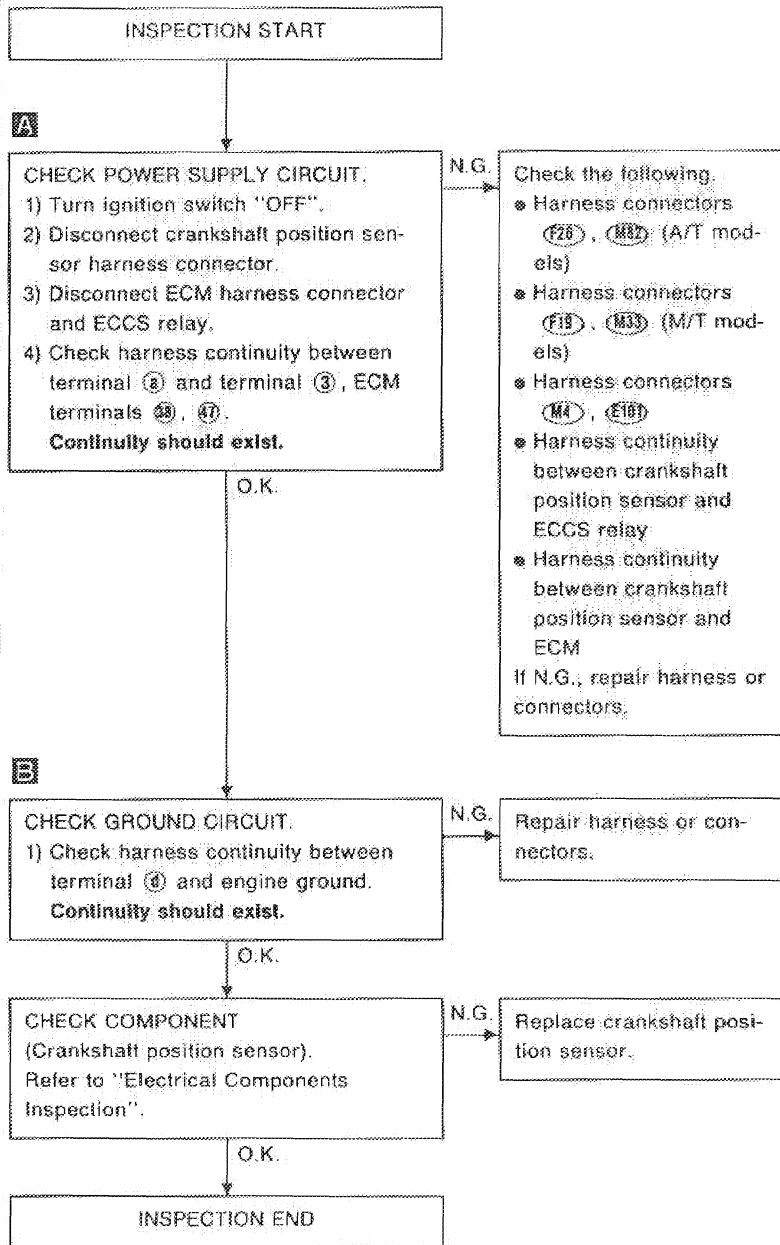 INSPECTION START
A
CHECK POWER SUPPLY CIRCUIT.
1) Turn ignition switch "OFF".
2) Disconnect crankshaft position sen-
sor harness connector.
3) Disconnect ECM harness connector
and ECCS relay.
4) Check harness continuity between
terminal ⓐ and terminal ③, ECM
terminals ㊳, ㊼.
Continuity should exist.
N.G.
Check the following.
● Harness connectors
F28, M82 (A/T mod-
els)
● Harness connectors
F19, M33 (M/T mod-
els)
● Harness connectors
M4, E101
● Harness continuity
between crankshaft
position sensor and
ECCS relay
● Harness continuity
between crankshaft
position sensor and
ECM
If N.G., repair harness or
connectors.
O.K.
B
CHECK GROUND CIRCUIT.
1) Check harness continuity between
terminal ⓓ and engine ground.
Continuity should exist.
N.G.
Repair harness or con-
nectors.
O.K.
CHECK COMPONENT
(Crankshaft position sensor).
Refer to "Electrical Components
Inspection".
N.G.
Replace crankshaft posi-
tion sensor.
O.K.
INSPECTION END